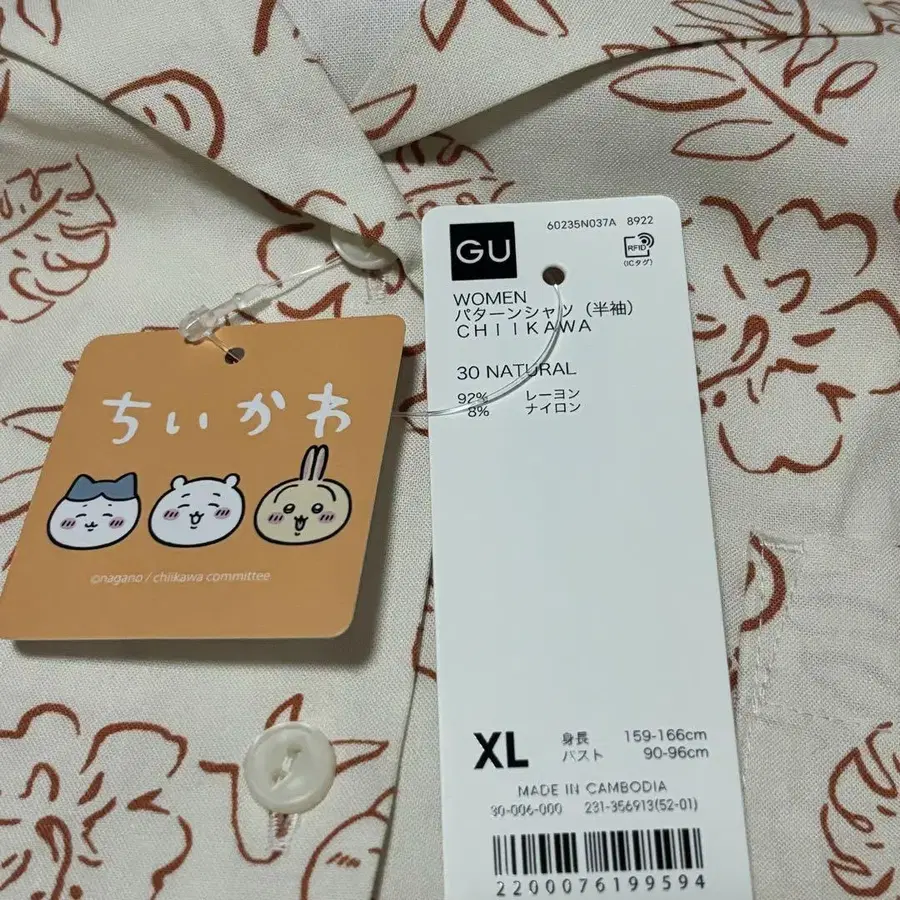 ちいかわ
©nagano / chiikawa committee
GU
60235N037A 8922
RFID
(ICタグ)
WOMEN
パターンシャツ（半袖）
CHIIKAWA
30 NATURAL
92% レーヨン
8% ナイロン
XL
身長 159-166cm
バスト 90-96cm
MADE IN CAMBODIA
30-006-000 231-356913(52-01)
2200076199594